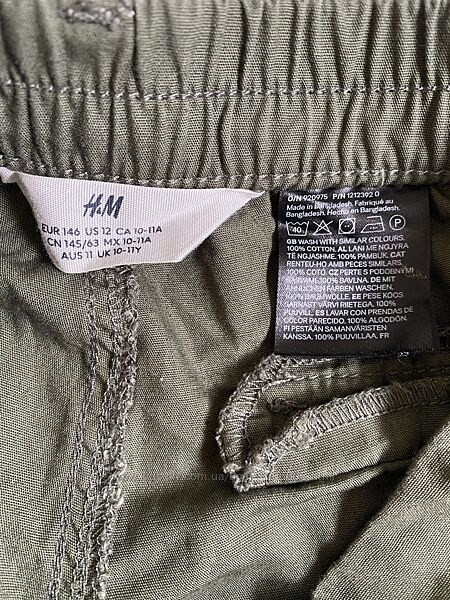 H&M
EUR 146 US 12 CA 10-11A
CN 145/63 MX 10-11A
AUS 11 UK 10-11Y
O/N 920975 P/N 1212392 D
Made in Bangladesh. Fabriqué au
Bangladesh. Hecho en Bangladesh.
40 P
GB WASH WITH SIMILAR COLOURS.
100% COTTON. AL LANI ME NGJYRA
TË NGJASHME. 100% PAMBUK. CAT
RENTEU-HO AMB PECES SIMILARS.
100% COTÓ. CZ PERTE S PODOBNÝMI
100% BAVLNA. DE MIT
ÄHNLICHEN FARBEN WASCHEN.
100% BAUMWOLLE. EE PESE KOOS
SARNAST VÄRVI RIIETEGA. 100%
PUUVILL. ES LAVAR CON PRENDAS DE
COLOR PARECIDO. 100% ALGODÓN.
FI PESTÄÄN SAMANVÄRISTEN
KANSSA. 100% PUUVILLAA. FR